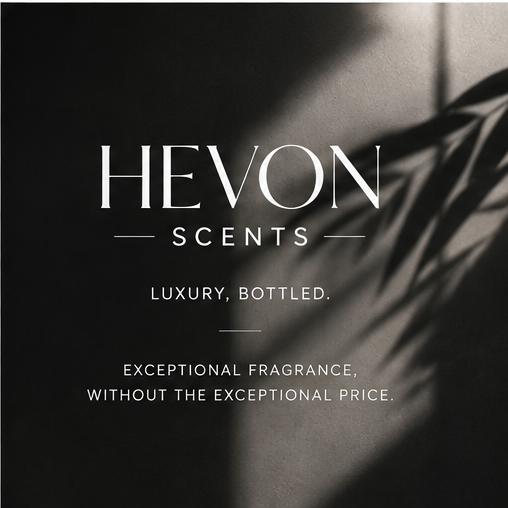 HEVON
SCENTS
LUXURY, BOTTLED.
EXCEPTIONAL FRAGRANCE,
WITHOUT THE EXCEPTIONAL PRICE.